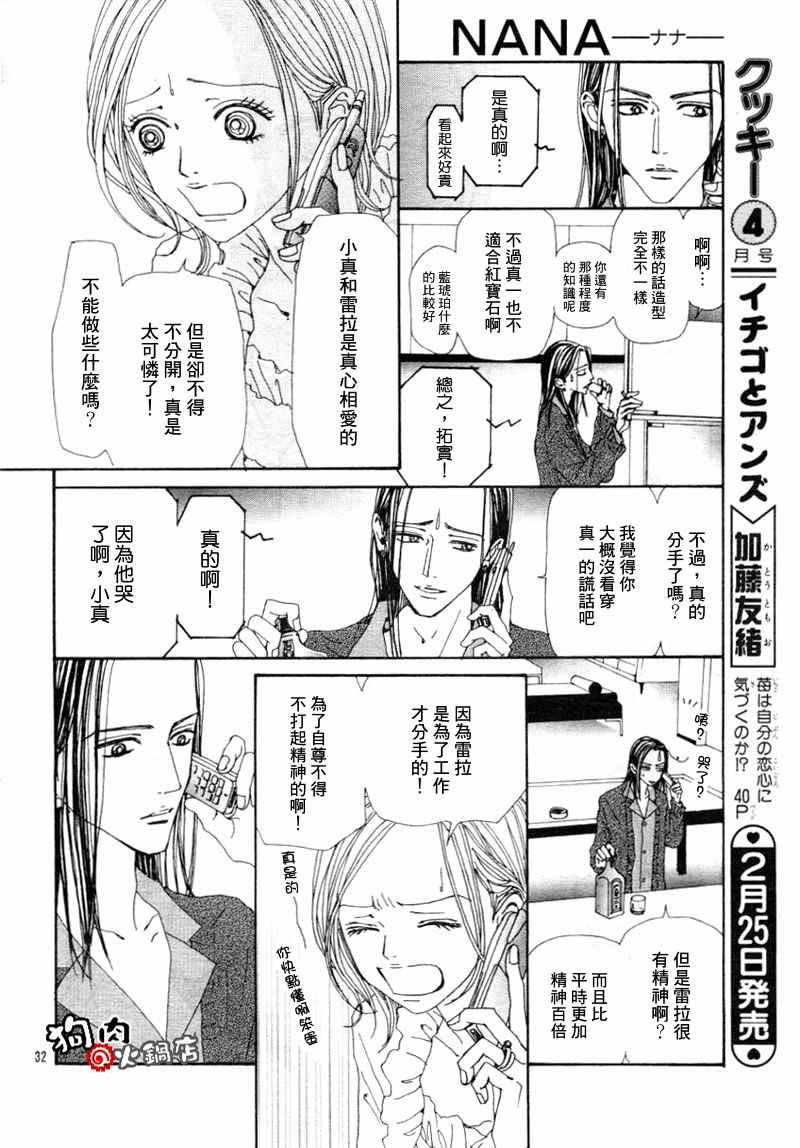 NANA—ナナ—
是真的啊…
看起來好貴
啊啊…
那樣的話造型
完全不一樣
你還有
那種程度
的知識呢
不過真一也不
適合紅寶石啊
藍琥珀什麼
的比較好
總之，拓實！
小真和雷拉是真心相愛的
但是卻不得
不分開，真是
太可憐了！
不能做些什麼嗎？
不過，真的
分手了嗎？
我覺得你
大概沒看穿
真一的謊話吧
真的啊！
因為他哭
了啊，小真
唷？
哭了？
但是雷拉很
有精神啊？
而且比
平時更加
精神百倍
因為雷拉
是為了工作
才分手的！
為了自尊不得
不打起精神的啊！
真是的
你快點懂啊笨蛋
32
狗肉
火鍋店
クッキー4月号
イチゴとアンズ
加藤友緒
かとうともお
苺は自分の恋心に
気づくのか!? 40P
2月25日発売